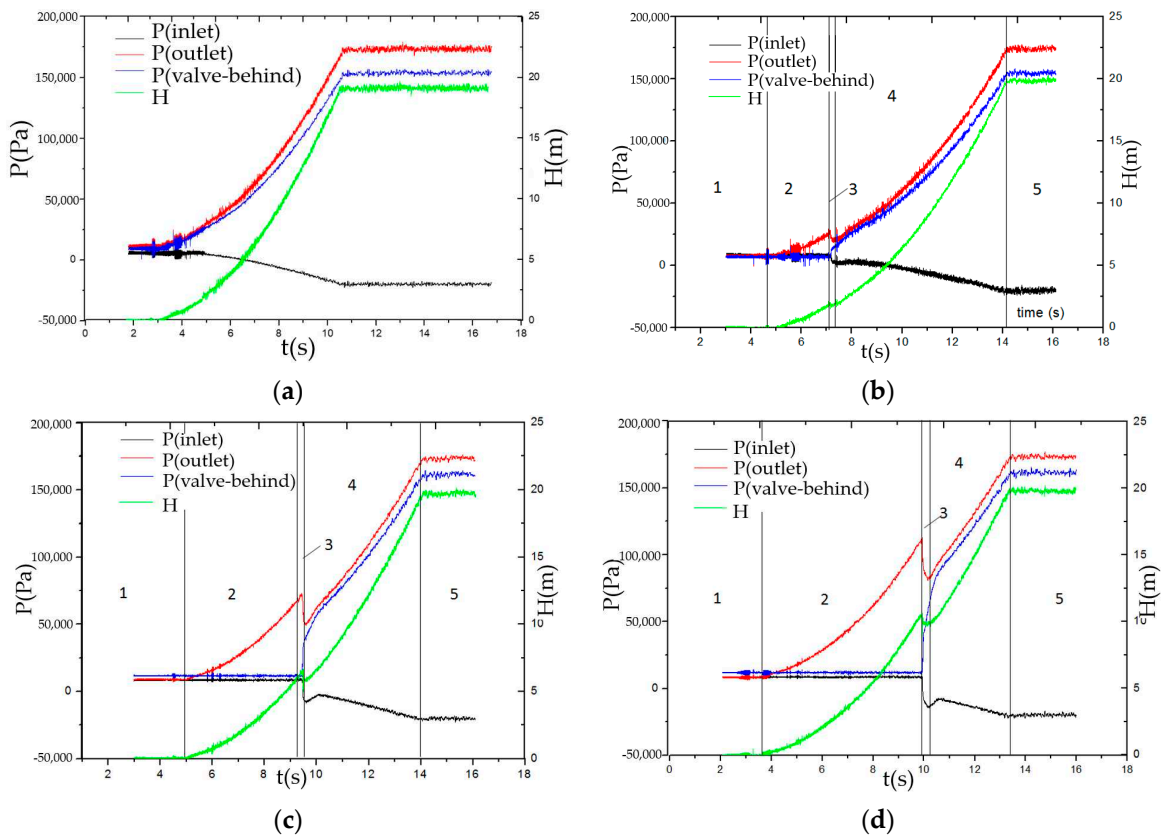 P(inlet)
P(outlet)
P(valve-behind)
H
200,000
150,000
100,000
50,000
0
-50,000
P(Pa)
25
20
15
10
5
0
H(m)
0 2 4 6 8 10 12 14 16 18
t(s)
(a)
P(inlet)
P(outlet)
P(valve-behind)
H
200,000
150,000
100,000
50,000
0
-50,000
P(Pa)
1 2 3 4 5
25
20
15
10
5
0
H(m)
time (s)
2 4 6 8 10 12 14 16 18
t(s)
(b)
P(inlet)
P(outlet)
P(valve-behind)
H
200,000
150,000
100,000
50,000
0
-50,000
P(Pa)
1 2 3 4 5
25
20
15
10
5
0
H(m)
2 4 6 8 10 12 14 16 18
t(s)
(c)
P(inlet)
P(outlet)
P(valve-behind)
H
200,000
150,000
100,000
50,000
0
-50,000
P(Pa)
1 2 3 4 5
25
20
15
10
5
0
H(m)
0 2 4 6 8 10 12 14 16 18
t(s)
(d)